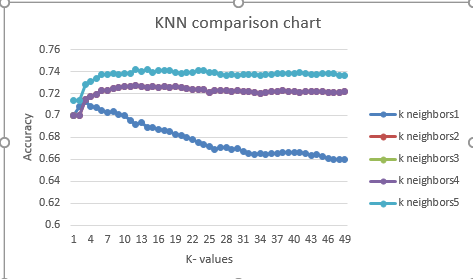 KNN comparison chart
0.76
0.74
0.72
0.7
0.68
0.66
0.64
0.62
0.6
Accuracy
1 4 7 10 13 16 19 22 25 28 31 34 37 40 43 46 49
K- values
k neighbors1
k neighbors2
k neighbors3
k neighbors4
k neighbors5